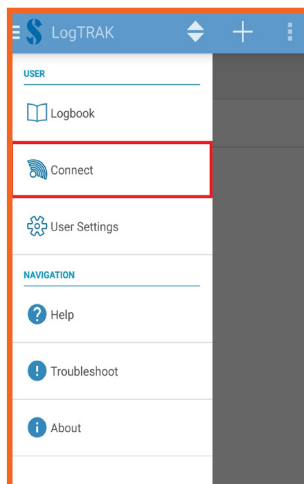 LogTRAK
USER
Logbook
Connect
User Settings
NAVIGATION
Help
Troubleshoot
About